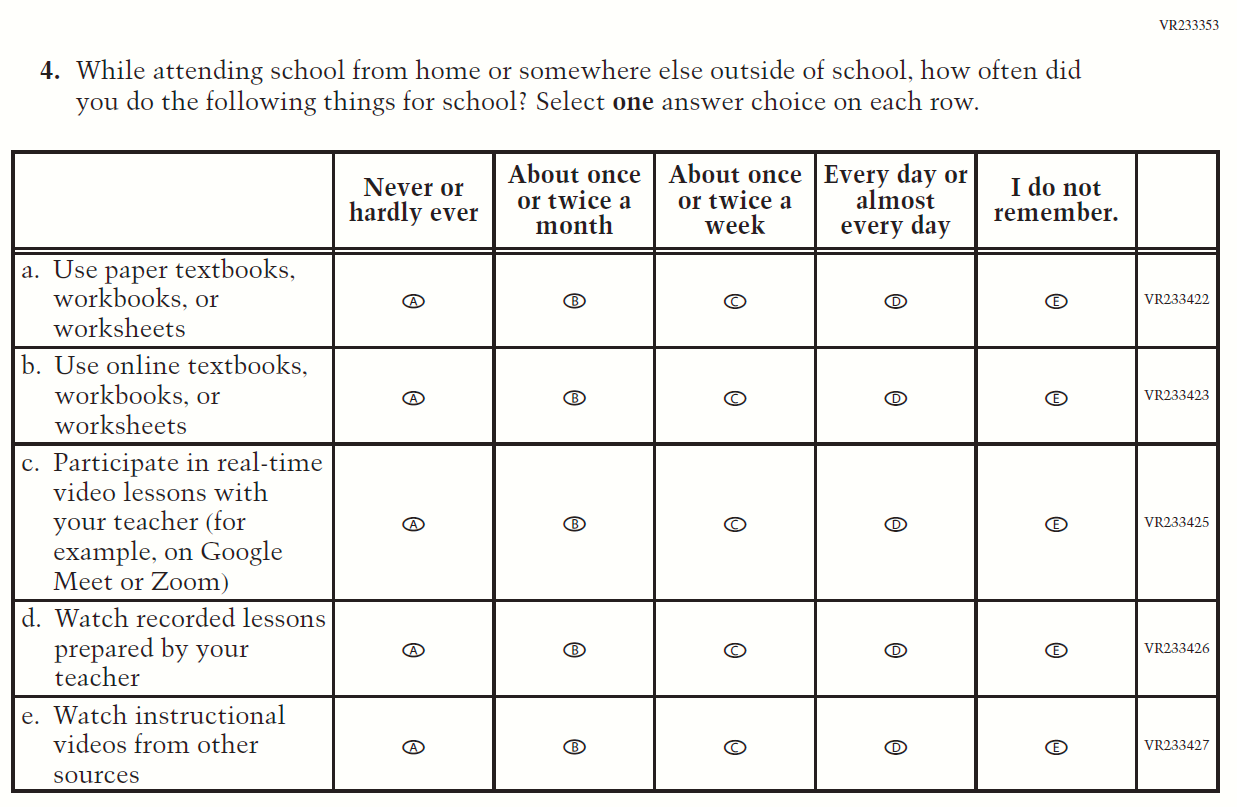 VR233353
4. While attending school from home or somewhere else outside of school, how often did
you do the following things for school? Select one answer choice on each row.
Never or
hardly ever
About once
or twice a
month
About once
or twice a
week
Every day or
almost
every day
I do not
remember.
a. Use paper textbooks,
workbooks, or
worksheets
A B C D E VR233422
b. Use online textbooks,
workbooks, or
worksheets
A B C D E VR233423
c. Participate in real-time
video lessons with
your teacher (for
example, on Google
Meet or Zoom)
A B C D E VR233425
d. Watch recorded lessons
prepared by your
teacher
A B C D E VR233426
e. Watch instructional
videos from other
sources
A B C D E VR233427